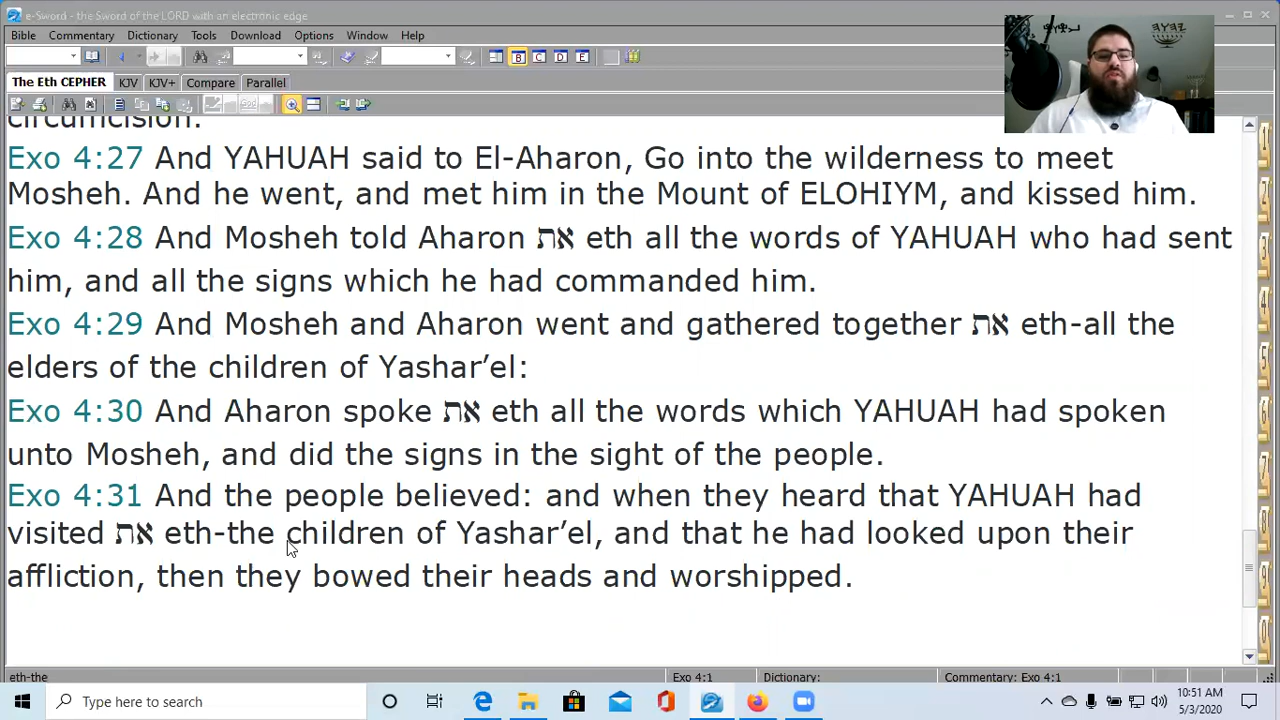 e-Sword - the Sword of the LORD with an electronic edge
Bible Commentary Dictionary Tools Download Options Window Help
B C D E
The Eth CEPHER KJV KJV+ Compare Parallel
circumcision.
Exo 4:27 And YAHUAH said to El-Aharon, Go into the wilderness to meet
Mosheh. And he went, and met him in the Mount of ELOHIYM, and kissed him.
Exo 4:28 And Mosheh told Aharon את eth all the words of YAHUAH who had sent
him, and all the signs which he had commanded him.
Exo 4:29 And Mosheh and Aharon went and gathered together את eth-all the
elders of the children of Yashar’el:
Exo 4:30 And Aharon spoke את eth all the words which YAHUAH had spoken
unto Mosheh, and did the signs in the sight of the people.
Exo 4:31 And the people believed: and when they heard that YAHUAH had
visited את eth-the children of Yashar’el, and that he had looked upon their
affliction, then they bowed their heads and worshipped.
eth-the Exo 4:1 Dictionary: Commentary: Exo 4:1
Type here to search
10:51 AM
5/3/2020